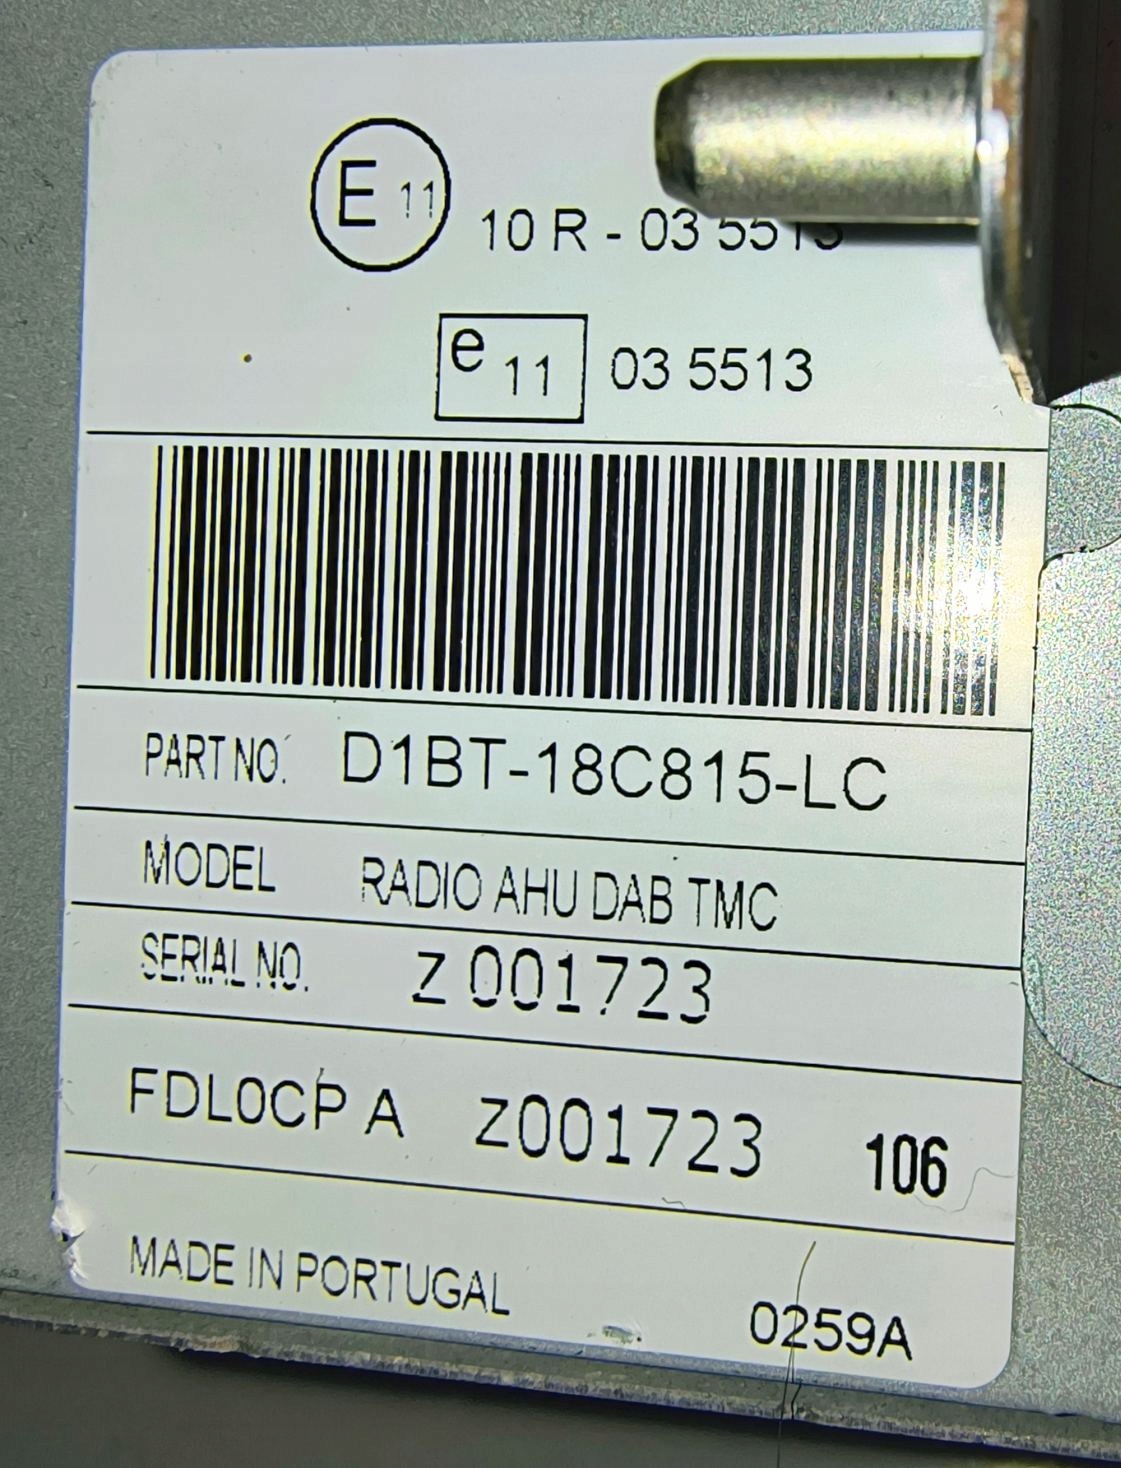 E 11 10 R - 03 5513
e 11 03 5513
PART NO. D1BT-18C815-LC
MODEL RADIO AHU DAB TMC
SERIAL NO. Z 001723
FDL0CP A Z001723 106
MADE IN PORTUGAL 0259A